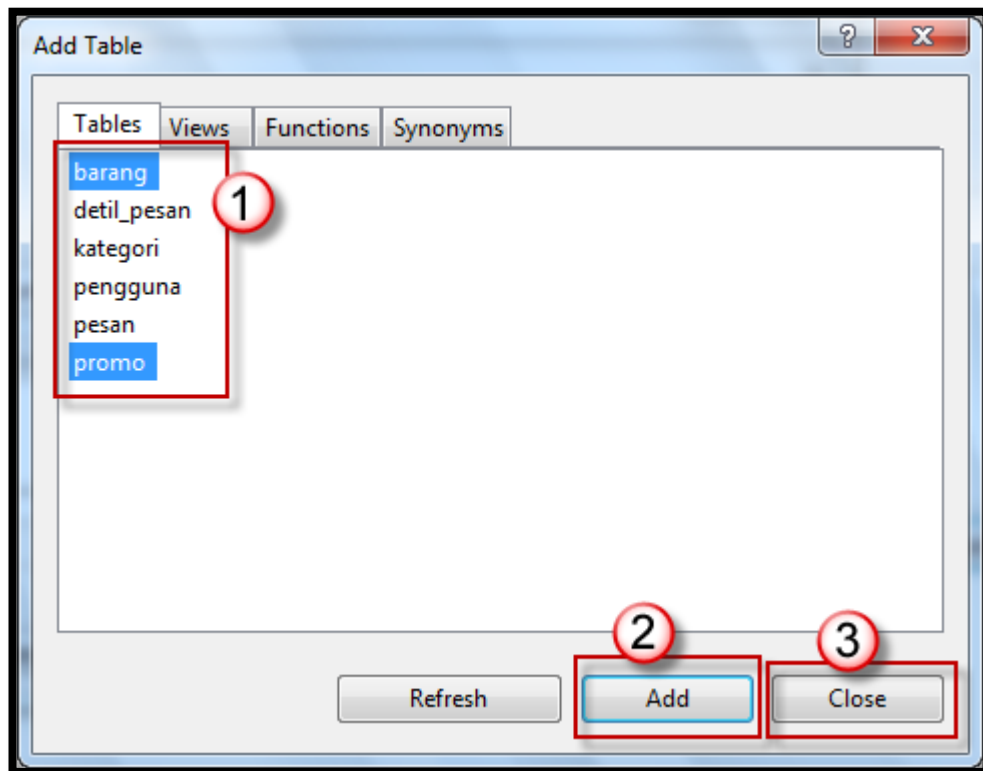 Add Table
?
Tables Views Functions Synonyms
barang
1
detil_pesan
kategori
pengguna
pesan
promo
2
3
Refresh Add Close